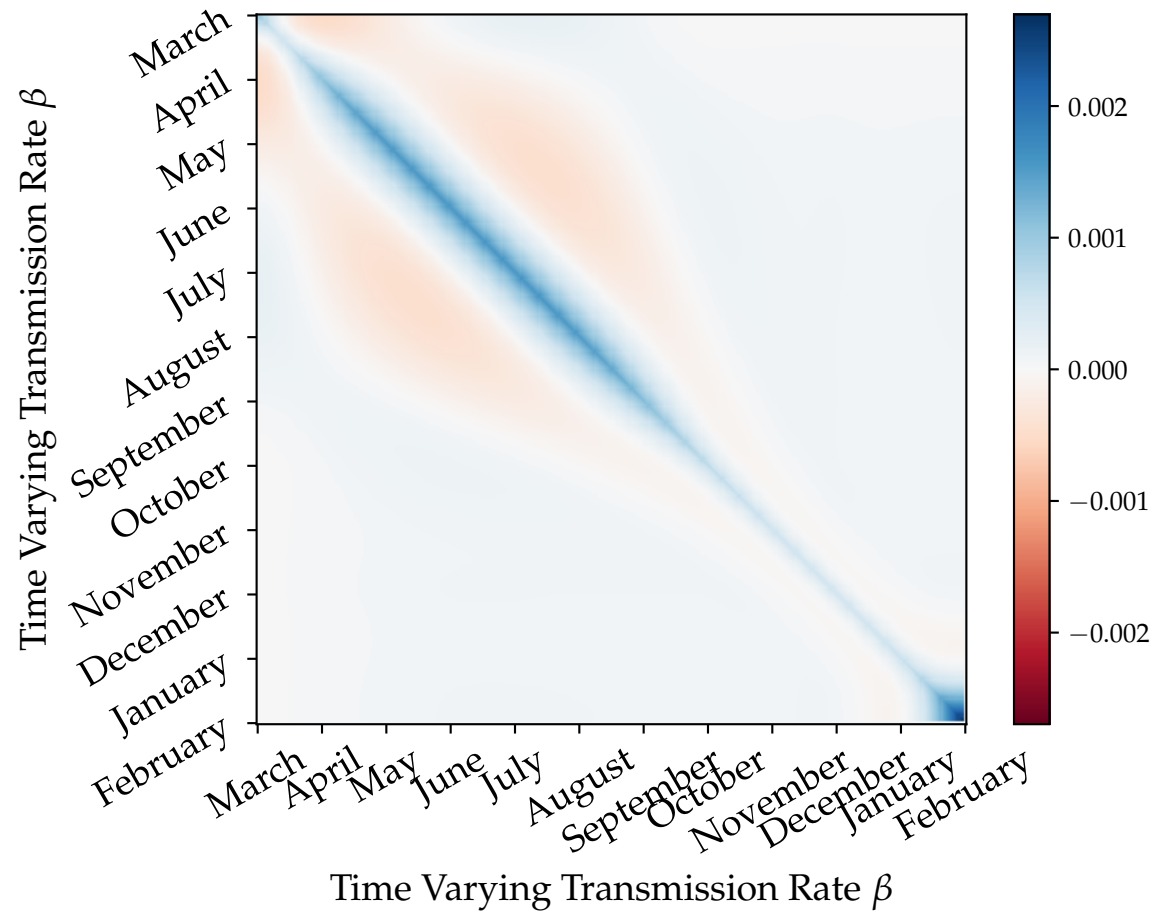 Time Varying Transmission Rate β
March
April
May
June
July
August
September
October
November
December
January
February
March
April
May
June
July
August
September
October
November
December
January
February
Time Varying Transmission Rate β
0.002
0.001
0.000
−0.001
−0.002